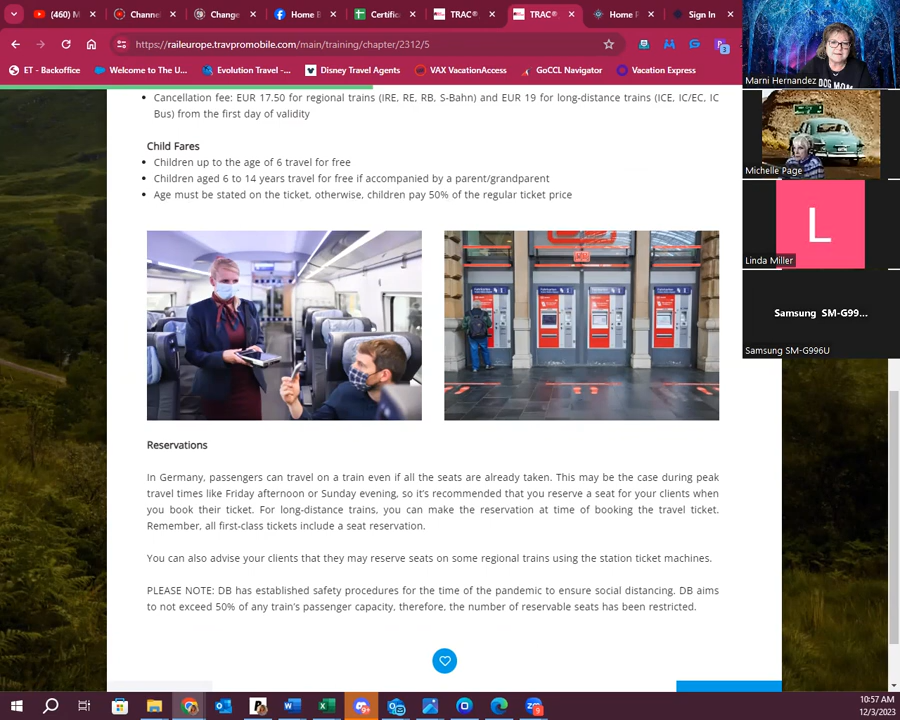 (460) M
Channel
Change
Home B
Certifica
TRAC®
TRAC®
Home P
Sign In
https://raileurope.travpromobile.com/main/training/chapter/2312/5
3
ET - Backoffice
Welcome to The U...
Evolution Travel -...
Disney Travel Agents
VAX VacationAccess
GoCCL Navigator
Vacation Express
Cancellation fee: EUR 17.50 for regional trains (IRE, RE, RB, S-Bahn) and EUR 19 for long-distance trains (ICE, IC/EC, IC
Bus) from the first day of validity
Child Fares
Children up to the age of 6 travel for free
Children aged 6 to 14 years travel for free if accompanied by a parent/grandparent
Age must be stated on the ticket, otherwise, children pay 50% of the regular ticket price
Reservations
In Germany, passengers can travel on a train even if all the seats are already taken. This may be the case during peak
travel times like Friday afternoon or Sunday evening, so it's recommended that you reserve a seat for your clients when
you book their ticket. For long-distance trains, you can make the reservation at time of booking the travel ticket.
Remember, all first-class tickets include a seat reservation.
You can also advise your clients that they may reserve seats on some regional trains using the station ticket machines.
PLEASE NOTE: DB has established safety procedures for the time of the pandemic to ensure social distancing. DB aims
to not exceed 50% of any train's passenger capacity, therefore, the number of reservable seats has been restricted.
DOG MOM
Marni Hernandez
Michelle Page
L
Linda Miller
Samsung SM-G99...
Samsung SM-G996U
10:57 AM
12/3/2023